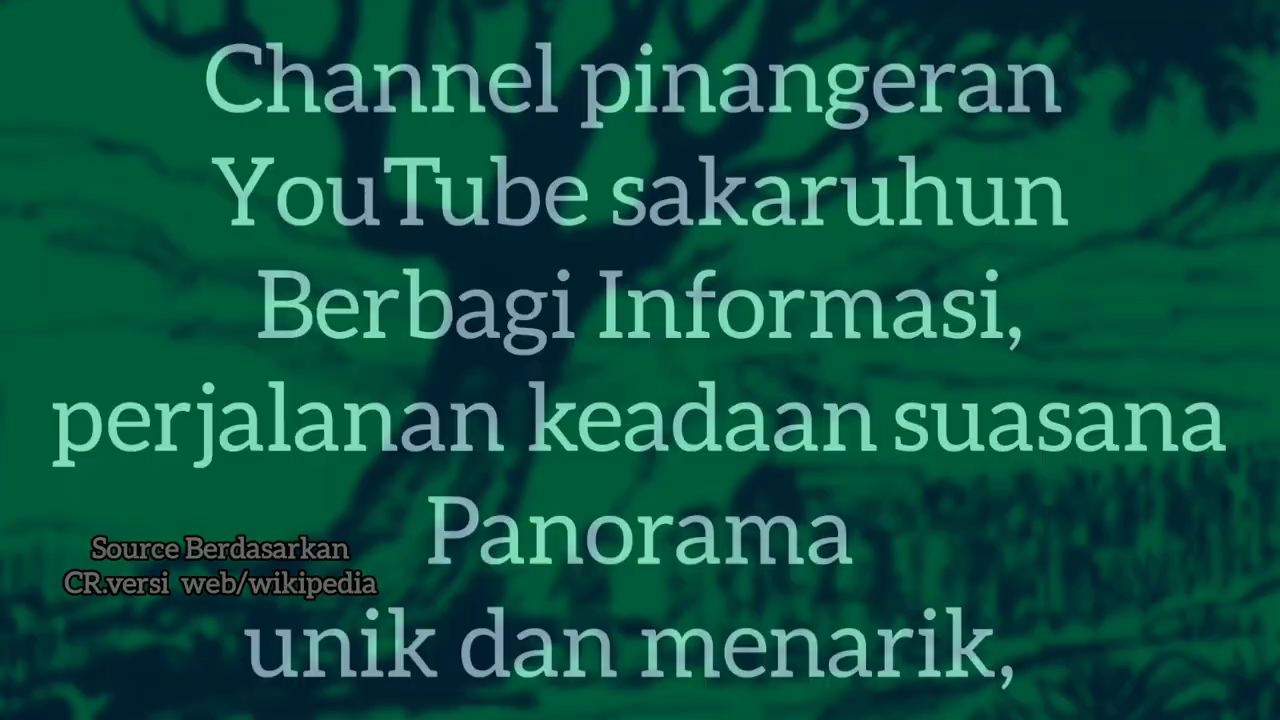 Channel pinangeran
YouTube sakaruhun
Berbagi Informasi,
perjalanan keadaan suasana
Panorama
unik dan menarik,
Source Berdasarkan
CR.versi web/wikipedia